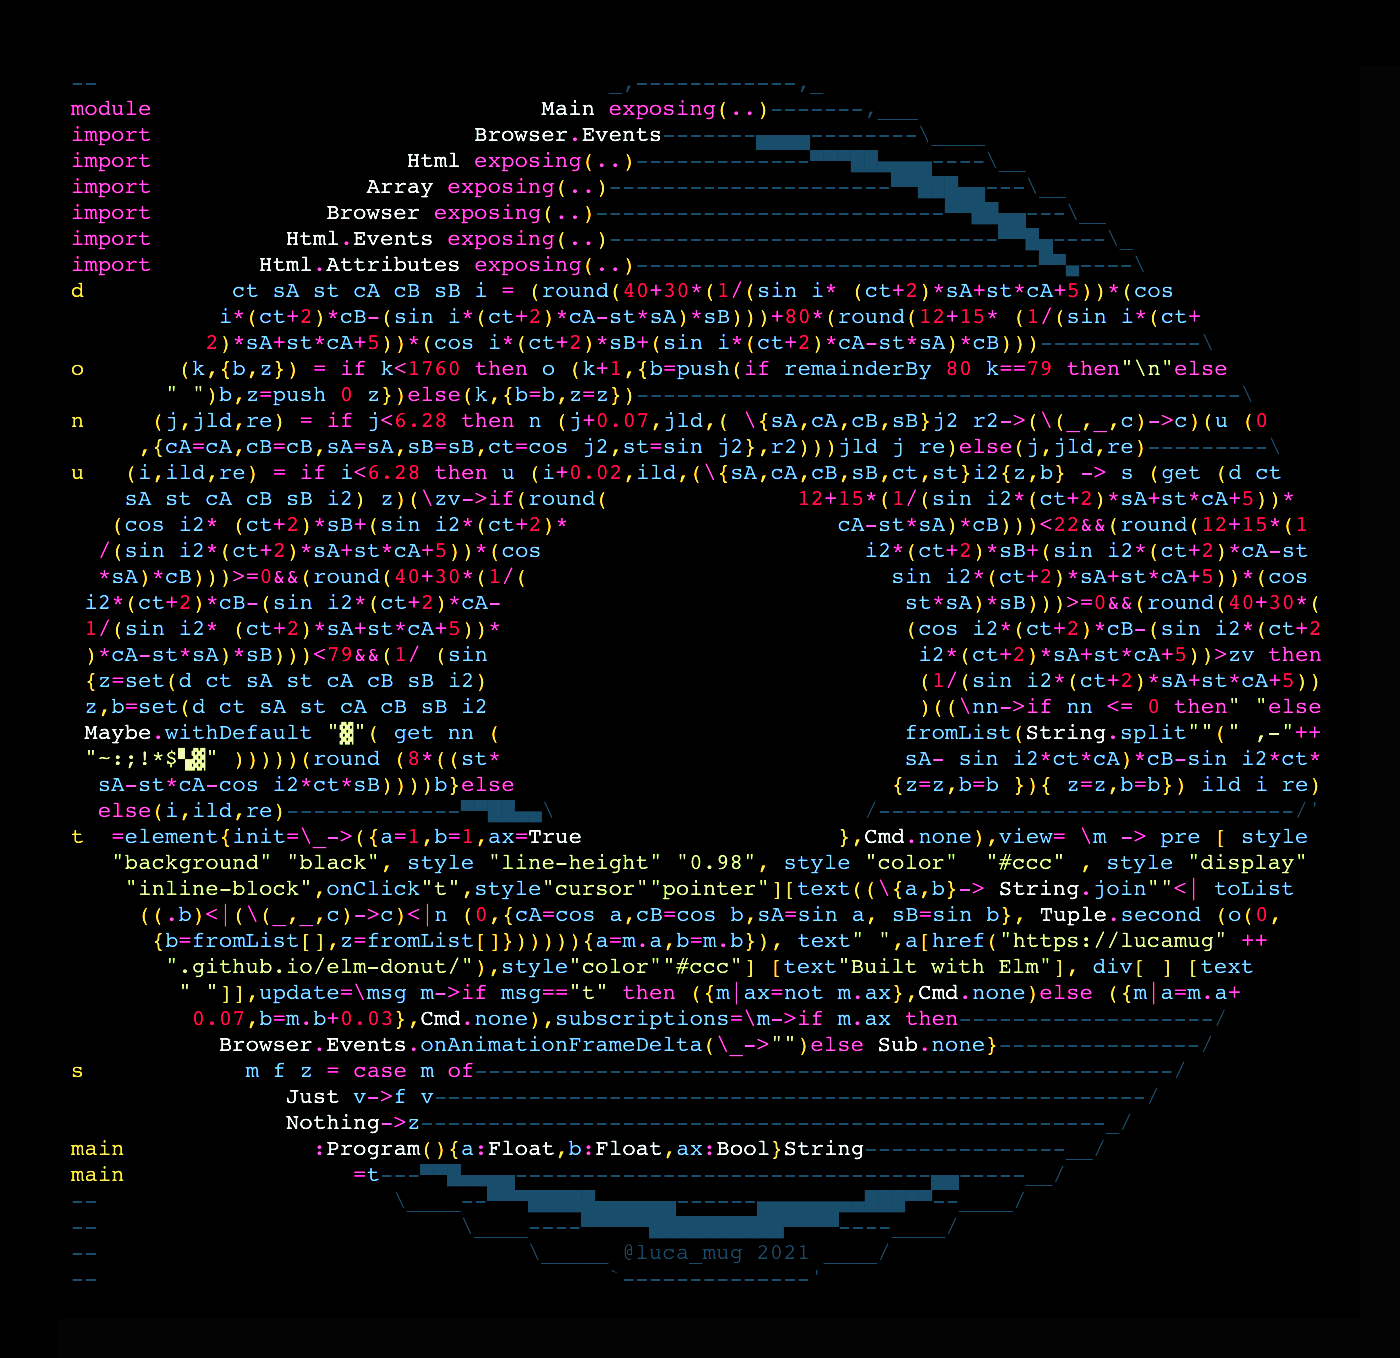 -- _,------------,_
module Main exposing(..)-------,___
import Browser.Events-------▄▄▄▄--------\____
import Html exposing(..)-------------▀▀▀██▄▄▄▄----\__
import Array exposing(..)---------------------▀▀███▄▄---\__
import Browser exposing(..)--------------------------▀▀██▄▄---\__
import Html.Events exposing(..)-----------------------------▀▀█▄----\_
import Html.Attributes exposing(..)------------------------------▀▀▄----\
d ct sA st cA cB sB i = (round(40+30*(1/(sin i* (ct+2)*sA+st*cA+5))*(cos
i*(ct+2)*cB-(sin i*(ct+2)*cA-st*sA)*sB)))+80*(round(12+15* (1/(sin i*(ct+
2)*sA+st*cA+5))*(cos i*(ct+2)*sB+(sin i*(ct+2)*cA-st*sA)*cB)))------------\
o (k,{b,z}) = if k<1760 then o (k+1,{b=push(if remainderBy 80 k==79 then"\n"else
" ")b,z=push 0 z})else(k,{b=b,z=z})---------------------------------------------\
n (j,jld,re) = if j<6.28 then n (j+0.07,jld,( \{sA,cA,cB,sB}j2 r2->(\(_,_,c)->c)(u (0
,{cA=cA,cB=cB,sA=sA,sB=sB,ct=cos j2,st=sin j2},r2)))jld j re)else(j,jld,re)---------\
u (i,ild,re) = if i<6.28 then u (i+0.02,ild,(\{sA,cA,cB,sB,ct,st}i2{z,b} -> s (get (d ct
sA st cA cB sB i2) z)(\zv->if(round( 12+15*(1/(sin i2*(ct+2)*sA+st*cA+5))*
(cos i2* (ct+2)*sB+(sin i2*(ct+2)* cA-st*sA)*cB)))<22&&(round(12+15*(1
/(sin i2*(ct+2)*sA+st*cA+5))*(cos i2*(ct+2)*sB+(sin i2*(ct+2)*cA-st
*sA)*cB)))>=0&&(round(40+30*(1/( sin i2*(ct+2)*sA+st*cA+5))*(cos
i2*(ct+2)*cB-(sin i2*(ct+2)*cA- st*sA)*sB)))>=0&&(round(40+30*(
1/(sin i2* (ct+2)*sA+st*cA+5))* (cos i2*(ct+2)*cB-(sin i2*(ct+2
)*cA-st*sA)*sB)))<79&&(1/ (sin i2*(ct+2)*sA+st*cA+5))>zv then
{z=set(d ct sA st cA cB sB i2) (1/(sin i2*(ct+2)*sA+st*cA+5))
z,b=set(d ct sA st cA cB sB i2 )((\nn->if nn <= 0 then" "else
Maybe.withDefault "▓"( get nn ( fromList(String.split""(" ,-"++
"~:;!*$▚▓" )))))(round (8*((st* sA- sin i2*ct*cA)*cB-sin i2*ct*
sA-st*cA-cos i2*ct*sB))))b}else {z=z,b=b }){ z=z,b=b}) ild i re)
else(i,ild,re)-------------▀▀██▄▄\ /-------------------------------/'
t =element{init=\_->({a=1,b=1,ax=True },Cmd.none),view= \m -> pre [ style
"background" "black", style "line-height" "0.98", style "color"  "#ccc" , style "display"
"inline-block",onClick"t",style"cursor""pointer"][text((\{a,b}-> String.join""<| toList
((.b)<|(\(_,_,c)->c)<|n (0,{cA=cos a,cB=cos b,sA=sin a, sB=sin b}, Tuple.second (o(0,
{b=fromList[],z=fromList[]}))))){a=m.a,b=m.b}), text" ",a[href("https://lucamug" ++
".github.io/elm-donut/"),style"color""#ccc"] [text"Built with Elm"], div[ ] [text
" "]],update=\msg m->if msg=="t" then ({m|ax=not m.ax},Cmd.none)else ({m|a=m.a+
0.07,b=m.b+0.03},Cmd.none),subscriptions=\m->if m.ax then-------------------/
Browser.Events.onAnimationFrameDelta(\_->"")else Sub.none}---------------/
s m f z = case m of----------------------------------------------------/
Just v->f v-----------------------------------------------------/
Nothing->z---------------------------------------------------_/
main :Program(){a:Float,b:Float,ax:Bool}String---------------__/
main =t---▀▀█▄▄▄▄-------------------------------▄▄-----__/
-- \____--▀▀▀█████▄▄▄▄▄▄------▄▄▄▄▄▄▄▄███▀▀--____/
-- \____----▀▀▀▀▀██████████▀▀▀▀----____/
-- \_____ @luca_mug 2021 ____/
-- `--------------'